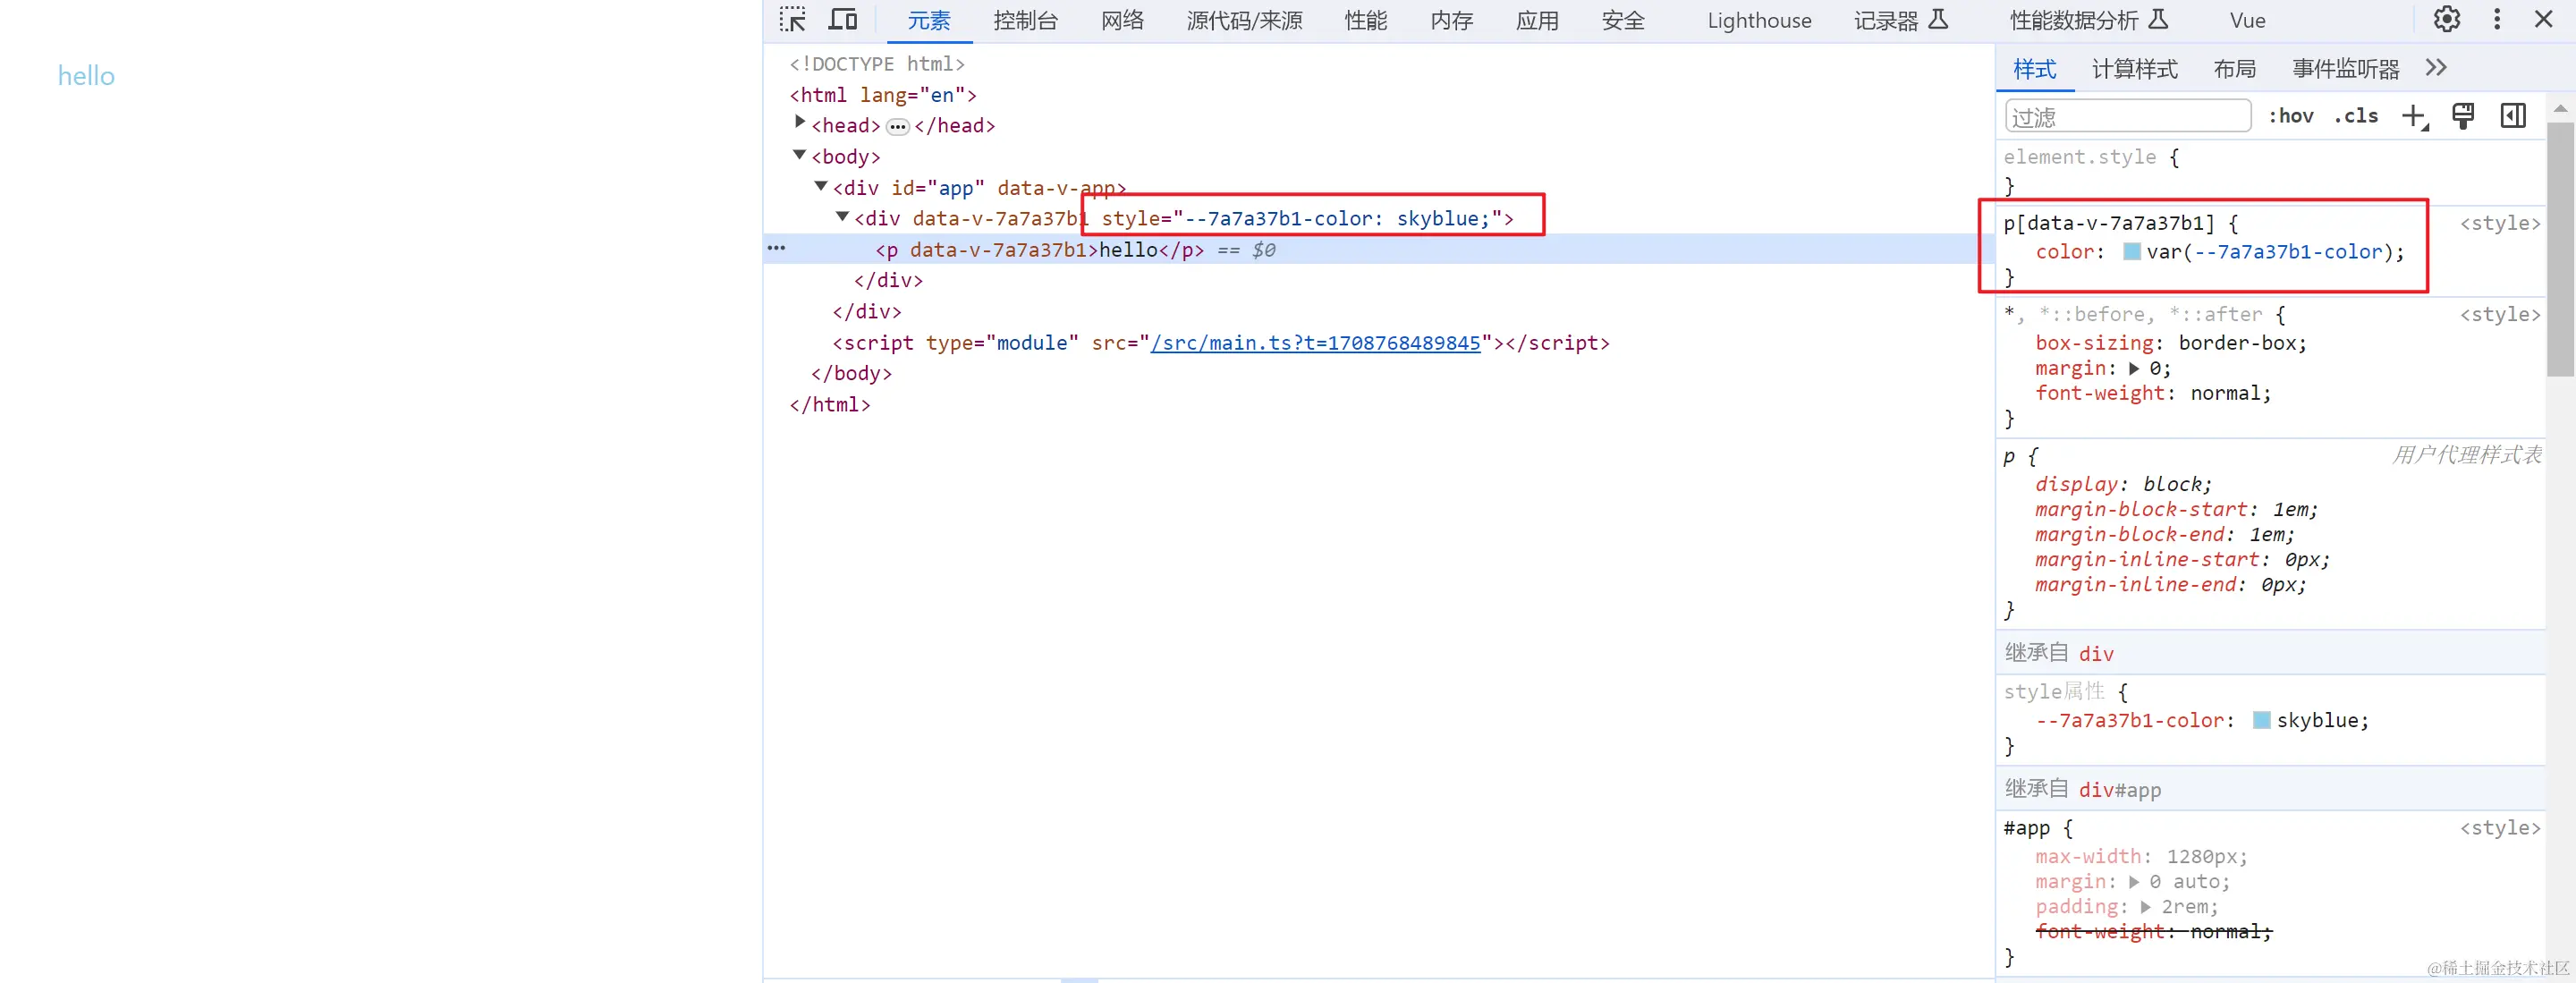 hello
元素 控制台 网络 源代码/来源 性能 内存 应用 安全 Lighthouse 记录器 性能数据分析 Vue
<!DOCTYPE html>
<html lang="en">
<head> ••• </head>
<body>
<div id="app" data-v-app>
<div data-v-7a7a37b1 style="--7a7a37b1-color: skyblue;">
••• <p data-v-7a7a37b1>hello</p> == $0
</div>
</div>
<script type="module" src="/src/main.ts?t=1708768489845"></script>
</body>
</html>
样式 计算样式 布局 事件监听器
过滤 :hov .cls
element.style {
}
p[data-v-7a7a37b1] { <style>
color: var(--7a7a37b1-color);
}
*, *::before, *::after { <style>
box-sizing: border-box;
margin: 0;
font-weight: normal;
}
p { 用户代理样式表
display: block;
margin-block-start: 1em;
margin-block-end: 1em;
margin-inline-start: 0px;
margin-inline-end: 0px;
}
继承自 div
style属性 {
--7a7a37b1-color: skyblue;
}
继承自 div#app
#app { <style>
max-width: 1280px;
margin: 0 auto;
padding: 2rem;
font-weight: normal;
}
@稀土掘金技术社区